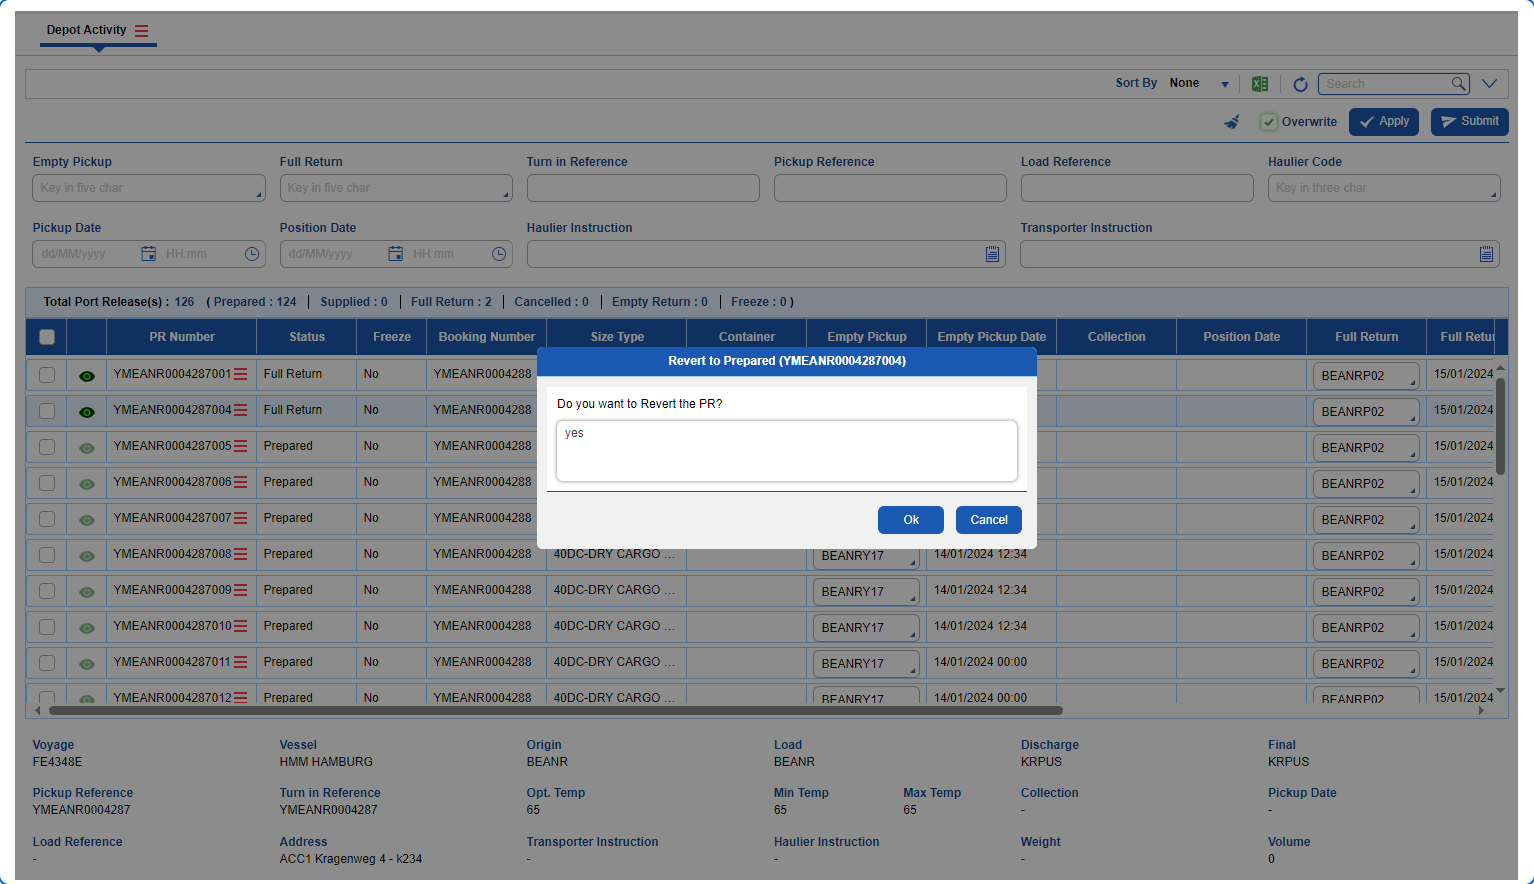 Depot Activity
Sort By None Search
Overwrite Apply Submit
Empty Pickup Full Return Turn in Reference Pickup Reference Load Reference Haulier Code
Key in five char Key in five char Key in three char
Pickup Date Position Date Haulier Instruction Transporter Instruction
dd/MM/yyyy HH:mm dd/MM/yyyy HH:mm
Total Port Release(s) : 126 ( Prepared : 124 | Supplied : 0 | Full Return : 2 | Cancelled : 0 | Empty Return : 0 | Freeze : 0 )
PR Number Status Freeze Booking Number Size Type Container Empty Pickup Empty Pickup Date Collection Position Date Full Return Full Retur
Revert to Prepared (YMEANR0004287004)
YMEANR0004287001 Full Return No YMEANR0004288 BEANRP02 15/01/2024
Do you want to Revert the PR?
YMEANR0004287004 Full Return No YMEANR0004288 BEANRP02 15/01/2024
yes
YMEANR0004287005 Prepared No YMEANR0004288 BEANRP02 15/01/2024
YMEANR0004287006 Prepared No YMEANR0004288 BEANRP02 15/01/2024
YMEANR0004287007 Prepared No YMEANR0004288 BEANRP02 15/01/2024
Ok Cancel
YMEANR0004287008 Prepared No YMEANR0004288 40DC-DRY CARGO ... BEANRY17 14/01/2024 12:34 BEANRP02 15/01/2024
YMEANR0004287009 Prepared No YMEANR0004288 40DC-DRY CARGO ... BEANRY17 14/01/2024 12:34 BEANRP02 15/01/2024
YMEANR0004287010 Prepared No YMEANR0004288 40DC-DRY CARGO ... BEANRY17 14/01/2024 12:34 BEANRP02 15/01/2024
YMEANR0004287011 Prepared No YMEANR0004288 40DC-DRY CARGO ... BEANRY17 14/01/2024 00:00 BEANRP02 15/01/2024
YMEANR0004287012 Prepared No YMEANR0004288 40DC-DRY CARGO ... BEANRY17 14/01/2024 00:00 BEANRP02 15/01/2024
Voyage Vessel Origin Load Discharge Final
FE4348E HMM HAMBURG BEANR BEANR KRPUS KRPUS
Pickup Reference Turn in Reference Opt. Temp Min Temp Max Temp Collection Pickup Date
YMEANR0004287 YMEANR0004287 65 65 65 - -
Load Reference Address Transporter Instruction Haulier Instruction Weight Volume
- ACC1 Kragenweg 4 - k234 - - - 0